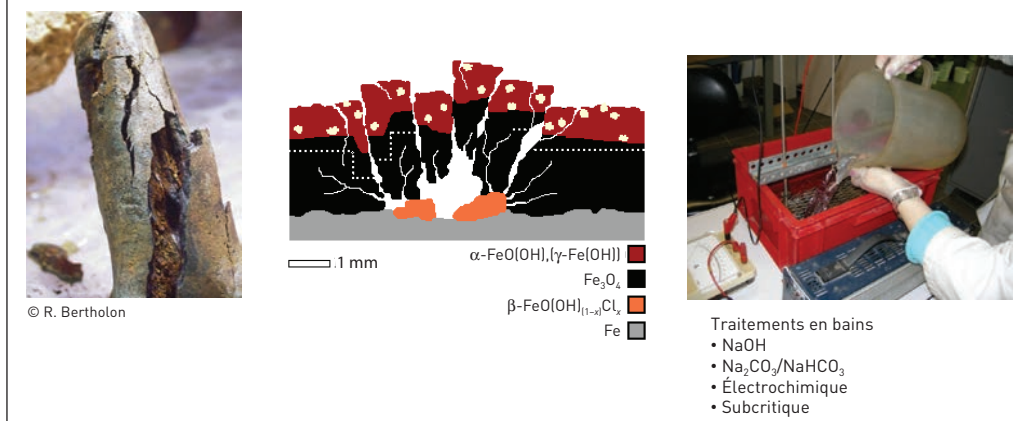 © R. Bertholon
1 mm
α-FeO(OH),(γ-Fe(OH))
Fe₃O₄
β-FeO(OH)₍₁₋ₓ₎Clₓ
Fe
Traitements en bains
• NaOH
• Na₂CO₃/NaHCO₃
• Électrochimique
• Subcritique